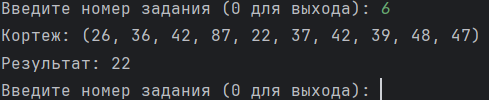 Введите номер задания (0 для выхода): 6
Кортеж: (26, 36, 42, 87, 22, 37, 42, 39, 48, 47)
Результат: 22
Введите номер задания (0 для выхода):